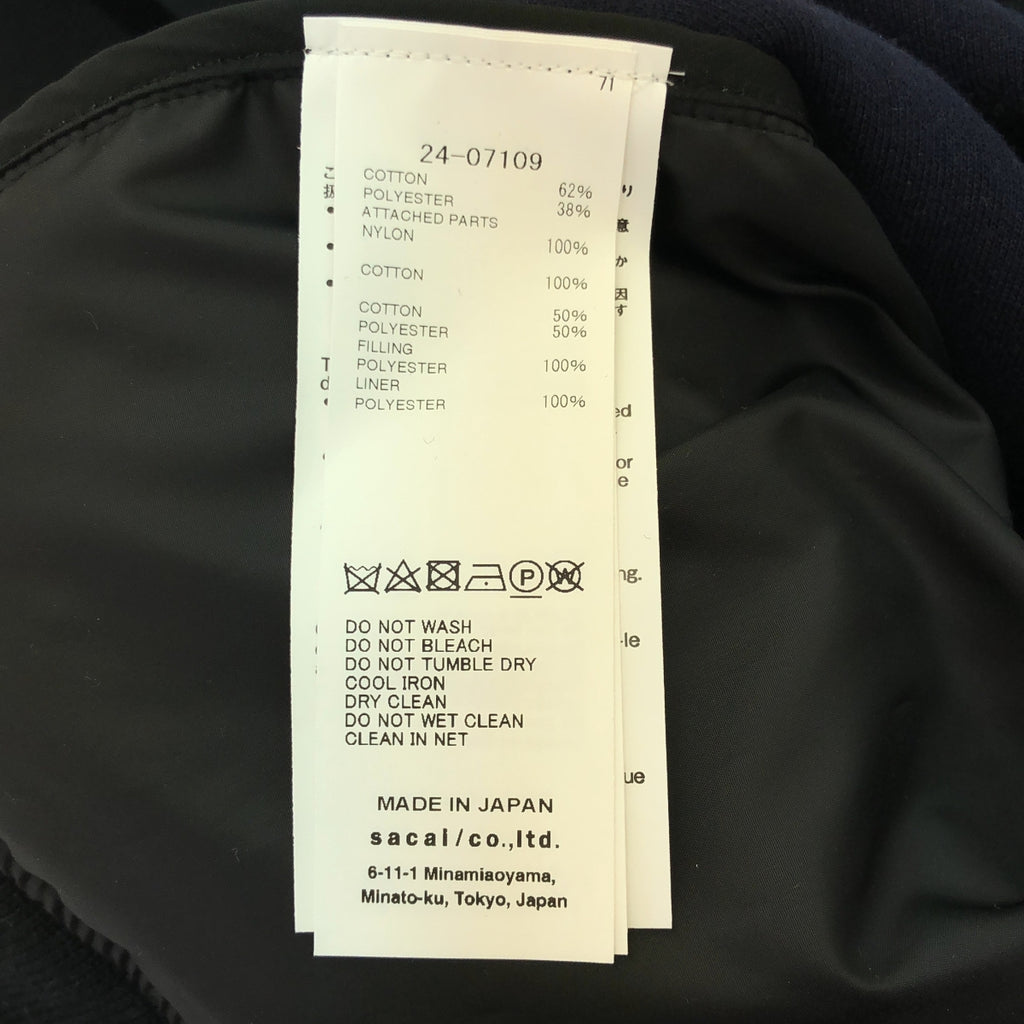 71
24-07109
COTTON 62%
POLYESTER 38%
ATTACHED PARTS
NYLON 100%
COTTON 100%
COTTON 50%
POLYESTER 50%
FILLING
POLYESTER 100%
LINER
POLYESTER 100%
P W
DO NOT WASH
DO NOT BLEACH
DO NOT TUMBLE DRY
COOL IRON
DRY CLEAN
DO NOT WET CLEAN
CLEAN IN NET
MADE IN JAPAN
sacai/co.,ltd.
6-11-1 Minamiaoyama,
Minato-ku, Tokyo, Japan